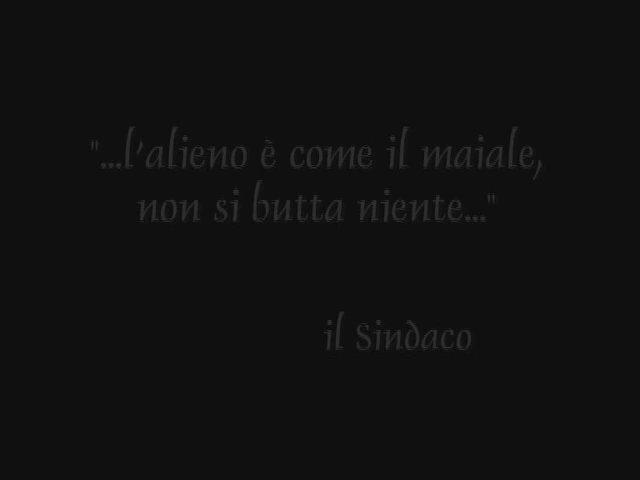 "...l'alieno è come il maiale,
non si butta niente..."
il Sindaco